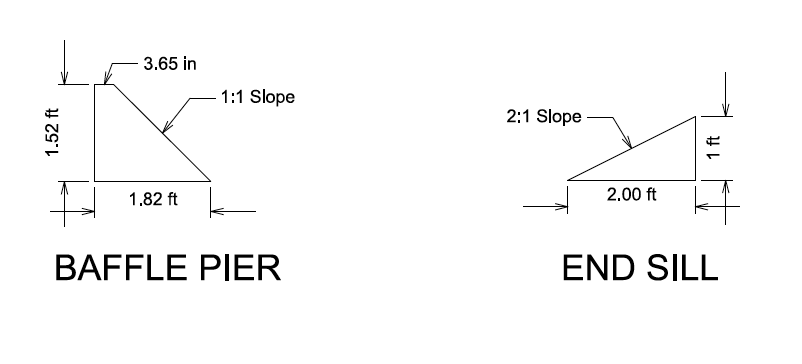 3.65 in
1:1 Slope
1.52 ft
1.82 ft
BAFFLE PIER
2:1 Slope
1 ft
2.00 ft
END SILL